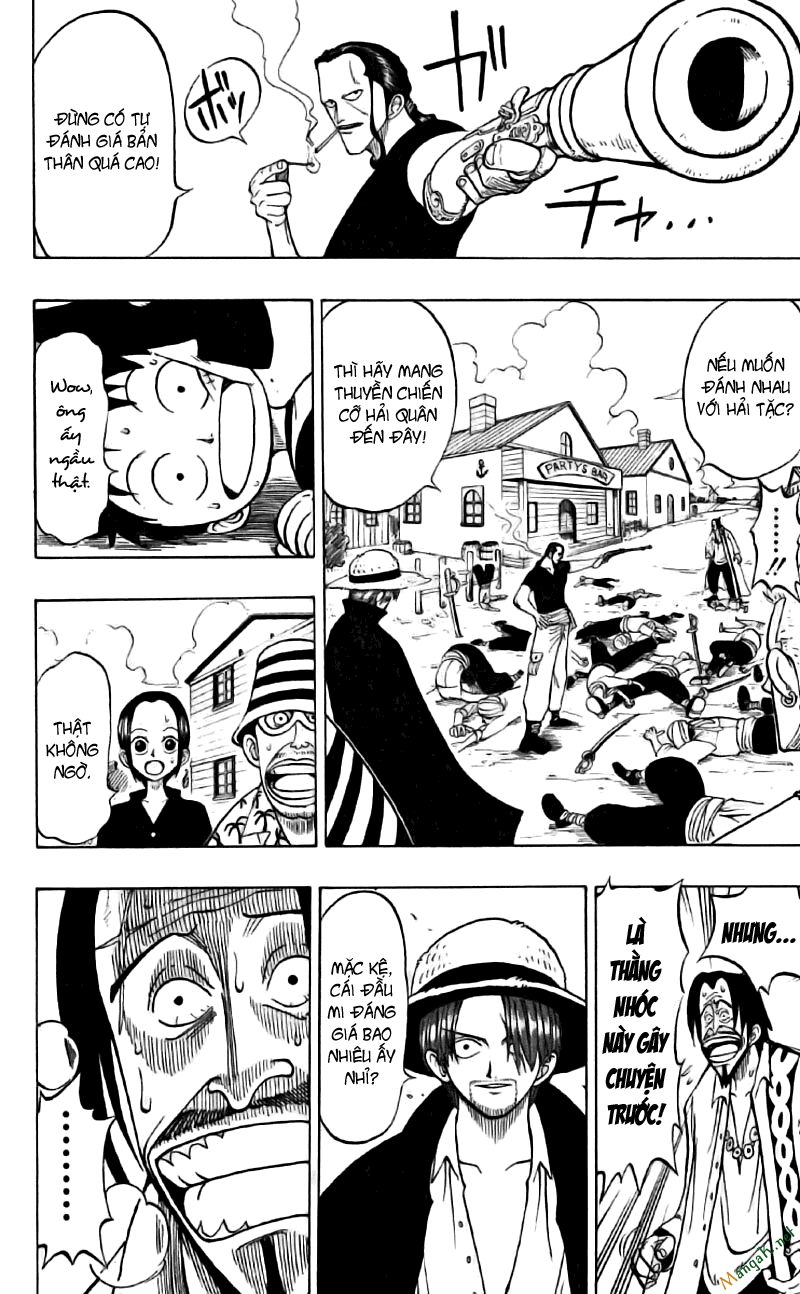 ĐỪNG CÓ TỰ
ĐÁNH GIÁ BẢN
THÂN QUÁ CAO!
ボッ
ガッ
チャ...
NẾU MUỐN
ĐÁNH NHAU
VỚI HẢI TẶC?
THÌ HÃY MANG
THUYỀN CHIẾN
CỠ HẢI QUÂN
ĐẾN ĐÂY!
PARTYS BAR
......!!
Wow,
ông
ấy
ngầu
thật.
THẬT
KHÔNG
NGỜ.
NHƯNG...
LÀ
THẰNG
NHÓC
NÀY GÂY
CHUYỆN
TRƯỚC!
MẶC KỆ,
CÁI ĐẦU
MI ĐÁNG
GIÁ BAO
NHIÊU ẤY
NHỈ?
........
MangaK.net